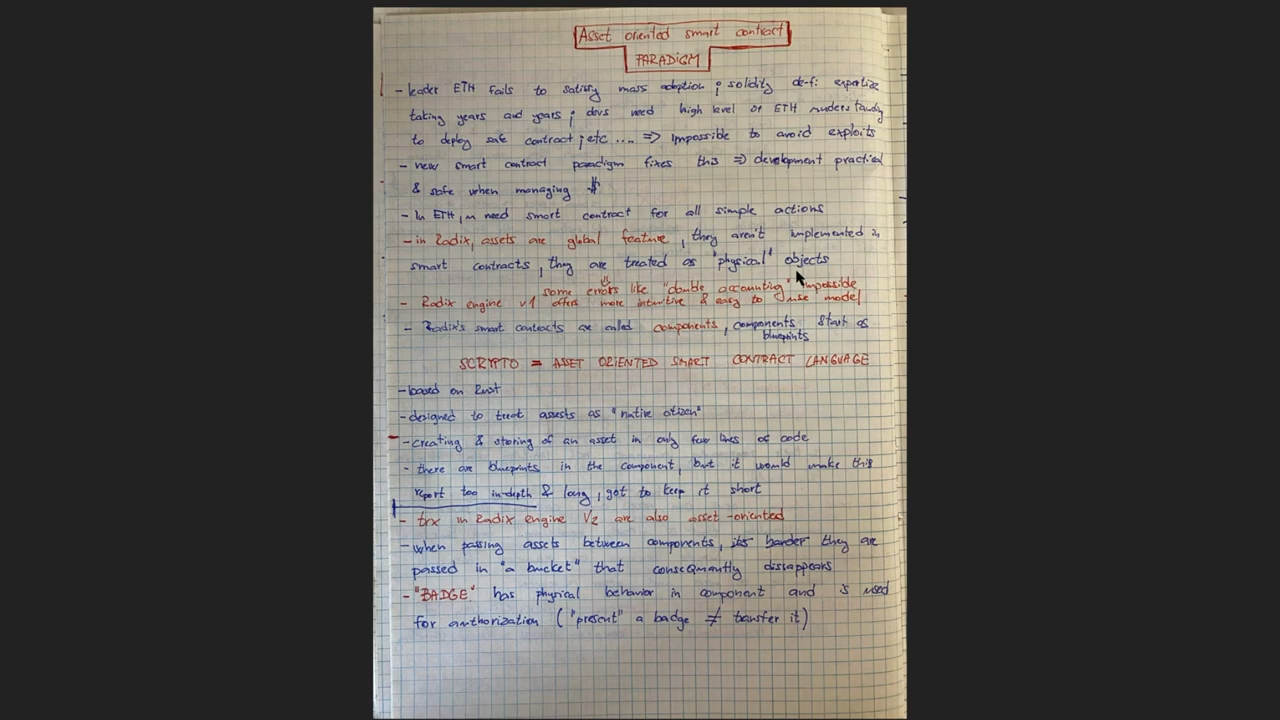 Asset oriented smart contract
PARADIGM
- leader ETH fails to satisfy mass adoption ; solidity de-fi expertize
taking years and years ; devs need high level of ETH understanding
to deploy safe contract ; etc .... => impossible to avoid exploits
- new smart contract paradigm fixes this => development practical
& safe when managing $
- In ETH, need smart contract for all simple actions
- in Radix, assets are global feature, they aren't implemented in
smart contracts, they are treated as "physical" objects
some errors like "double accounting" impossible
- Radix engine v1 offers more intuitive & easy to use model
- Radix's smart contracts are called components, components start as
blueprints
SCRYPTO = ASSET ORIENTED SMART CONTRACT LANGUAGE
- based on Rust
- designed to treat assests as "native citizen"
- creating & storing of an asset in only few lines of code
- there are blueprints in the component, but it would make this
report too in-depth & long, got to keep it short
- trx in Radix engine V2 are also asset-oriented
- when passing assets between components, its harder they are
passed in "a bucket" that consequantly dissappears
- "BADGE" has physical behavior in component and is used
for authorization ("present" a badge ≠ transfer it)